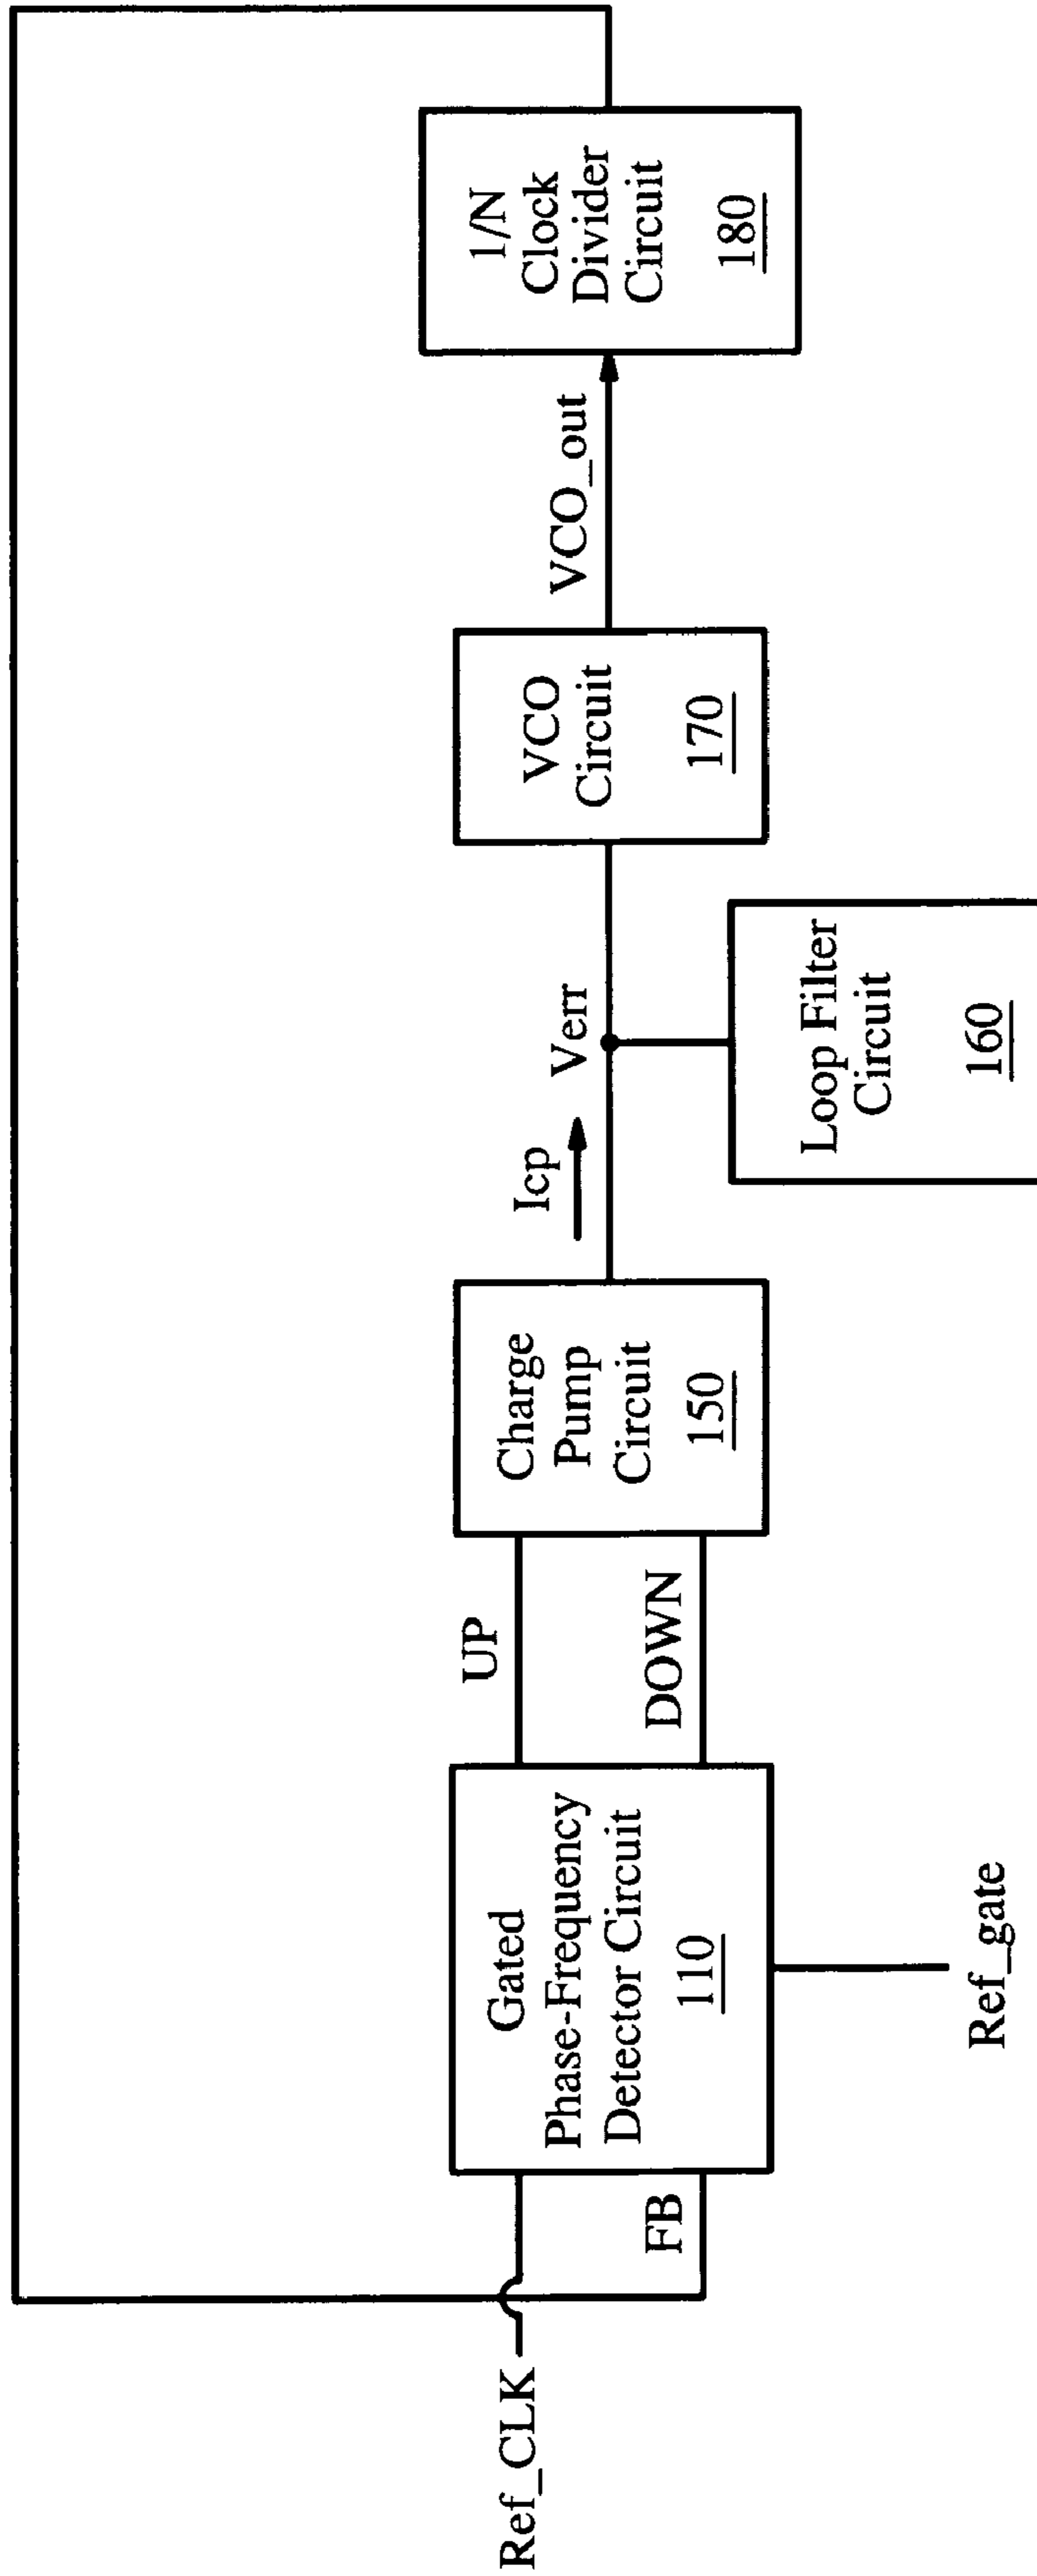 Ref_CLK
FB
Gated
Phase-Frequency
Detector Circuit
110
Ref_gate
UP
DOWN
Charge
Pump
Circuit
150
Icp
Verr
Loop Filter
Circuit
160
VCO
Circuit
170
VCO_out
1/N
Clock
Divider
Circuit
180